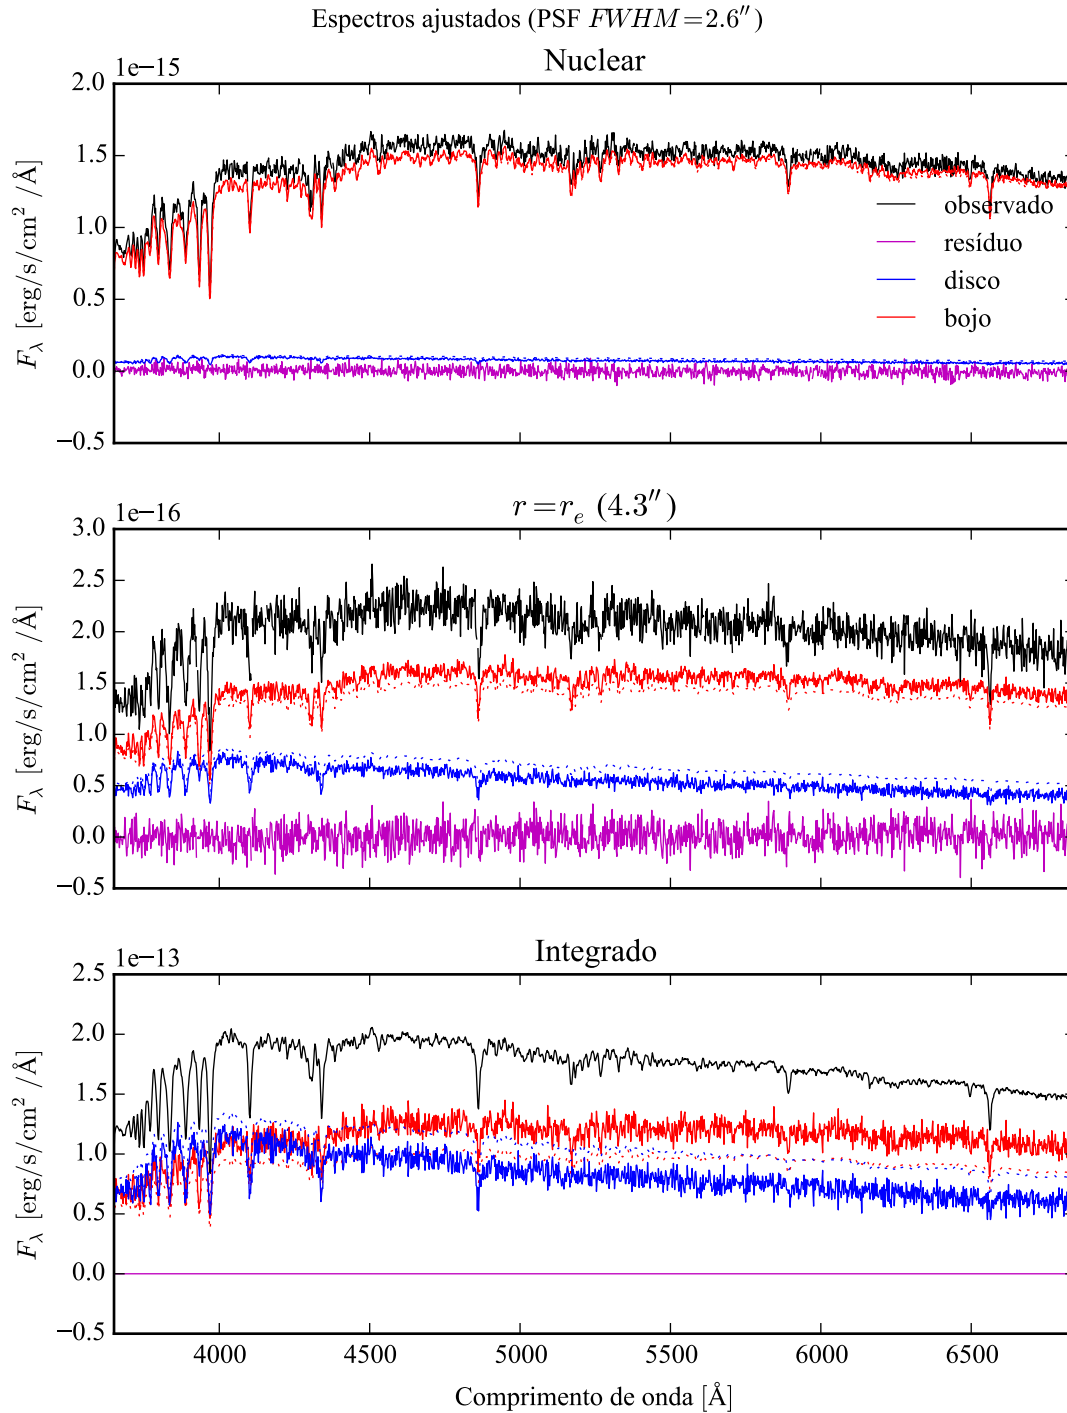 Espectros ajustados (PSF FWHM=2.6″)
1e−15
Nuclear
2.0
1.5
1.0
0.5
0.0
−0.5
F_λ [erg/s/cm² /Å]
observado
resíduo
disco
bojo
1e−16
r=r_e (4.3″)
3.0
2.5
2.0
1.5
1.0
0.5
0.0
−0.5
F_λ [erg/s/cm² /Å]
1e−13
Integrado
2.5
2.0
1.5
1.0
0.5
0.0
−0.5
F_λ [erg/s/cm² /Å]
4000 4500 5000 5500 6000 6500
Comprimento de onda [Å]